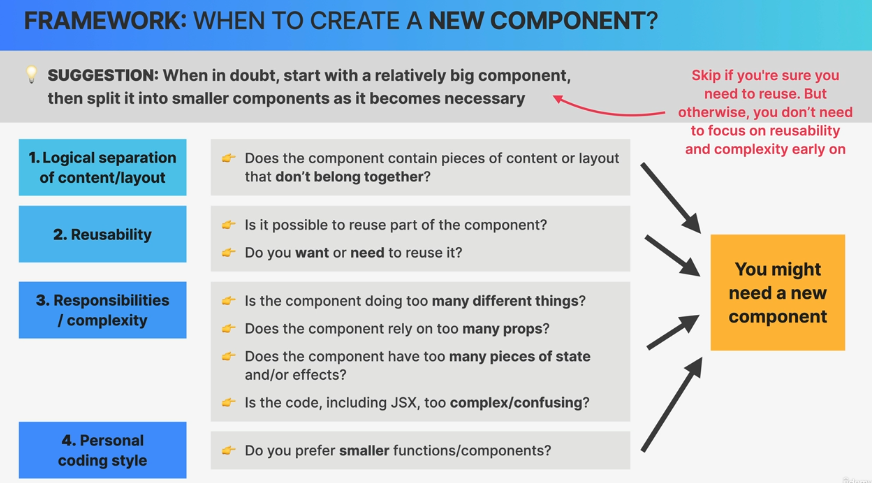 FRAMEWORK: WHEN TO CREATE A NEW COMPONENT?
SUGGESTION: When in doubt, start with a relatively big component,
then split it into smaller components as it becomes necessary
Skip if you're sure you
need to reuse. But
otherwise, you don't need
to focus on reusability
and complexity early on
1. Logical separation
of content/layout
Does the component contain pieces of content or layout
that don't belong together?
2. Reusability
Is it possible to reuse part of the component?
Do you want or need to reuse it?
3. Responsibilities
/ complexity
Is the component doing too many different things?
Does the component rely on too many props?
Does the component have too many pieces of state
and/or effects?
Is the code, including JSX, too complex/confusing?
4. Personal
coding style
Do you prefer smaller functions/components?
You might
need a new
component